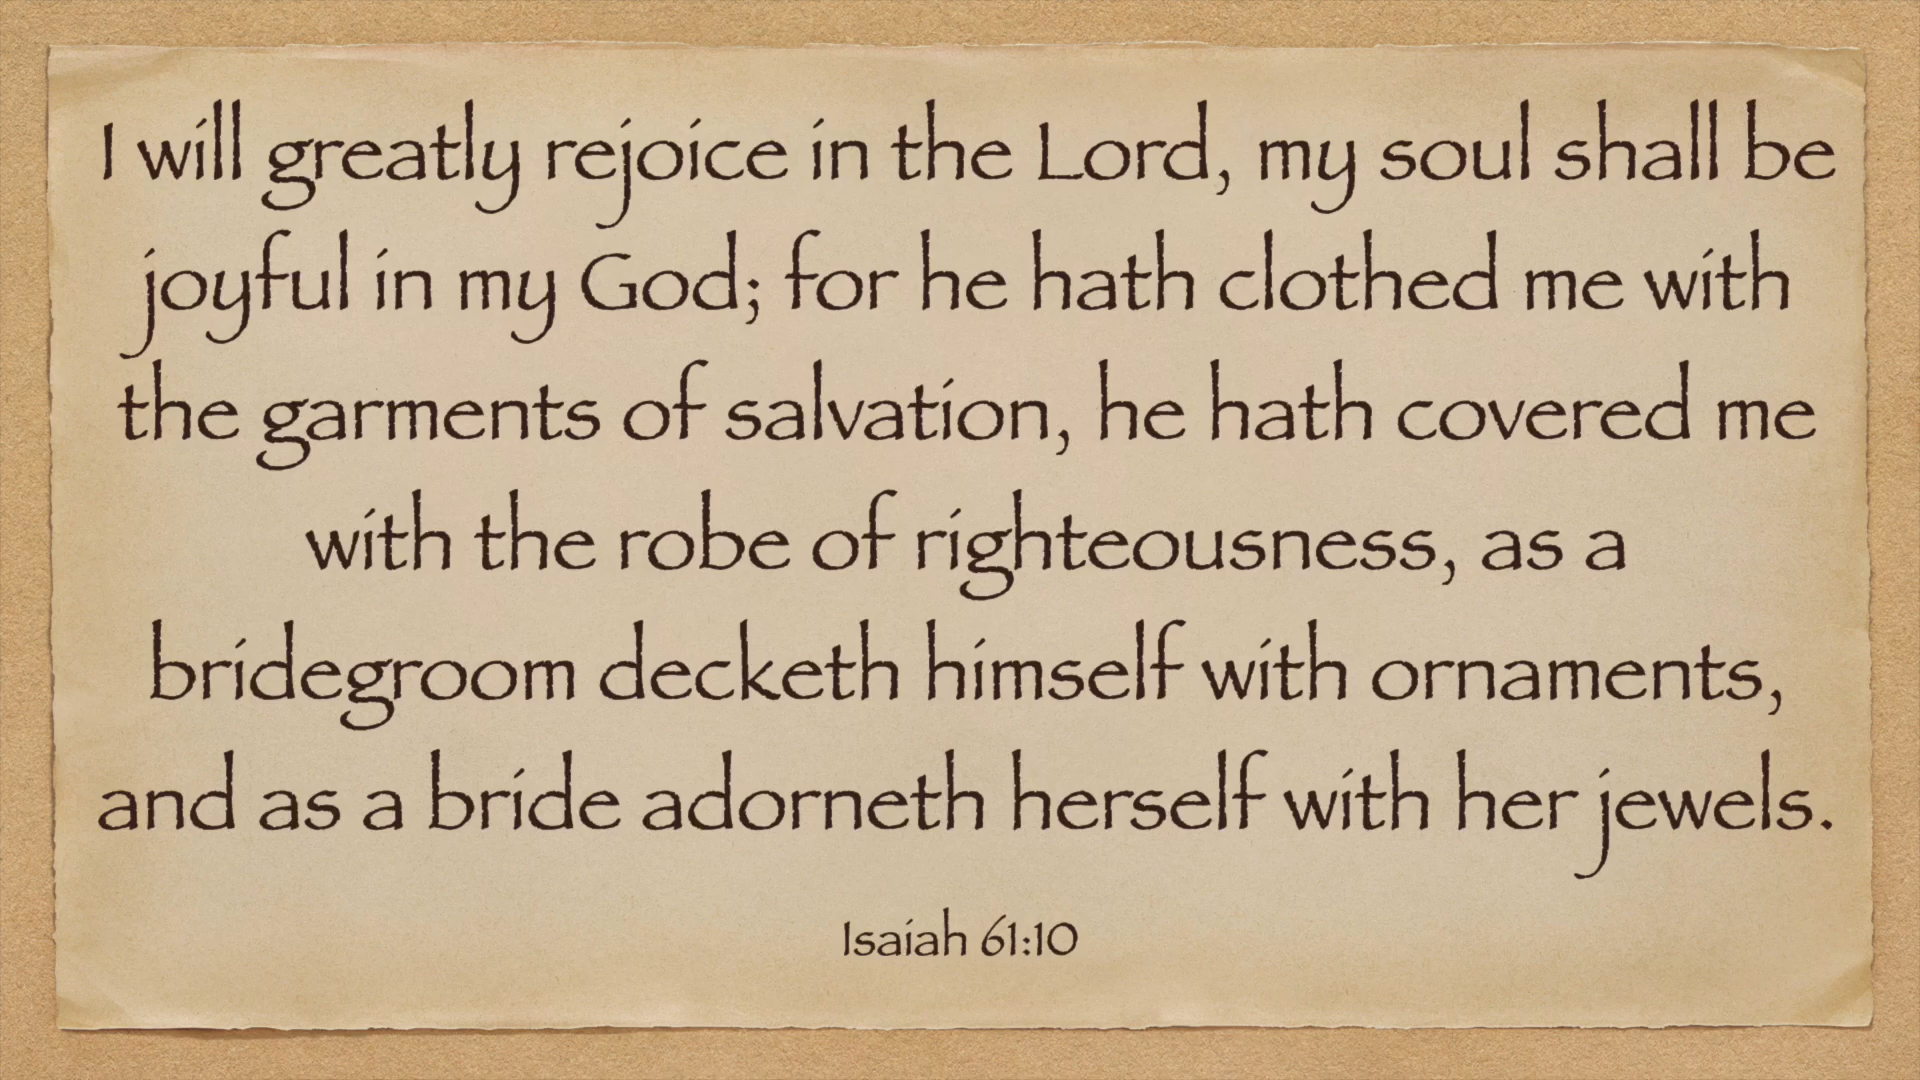 I will greatly rejoice in the Lord, my soul shall be
joyful in my God; for he hath clothed me with
the garments of salvation, he hath covered me
with the robe of righteousness, as a
bridegroom decketh himself with ornaments,
and as a bride adorneth herself with her jewels.
Isaiah 61:10